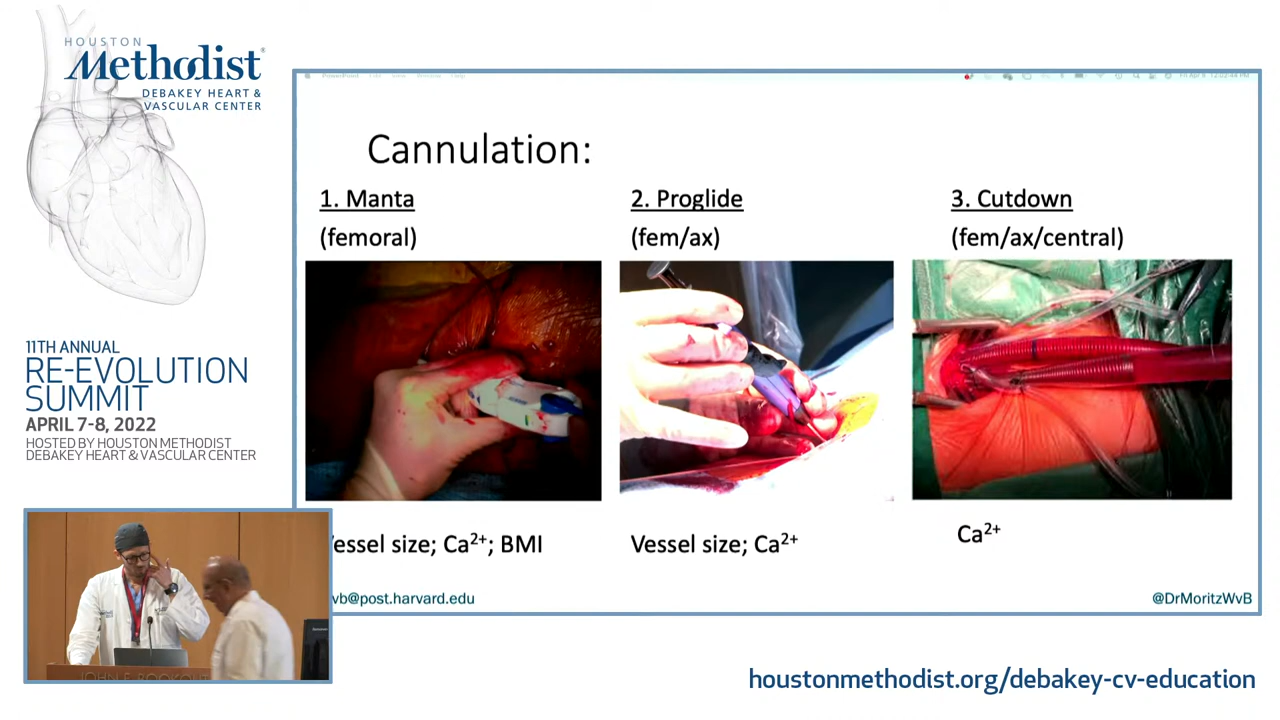 HOUSTON
Methodist®
DEBAKEY HEART &
VASCULAR CENTER
11TH ANNUAL
RE-EVOLUTION
SUMMIT
APRIL 7-8, 2022
HOSTED BY HOUSTON METHODIST
DEBAKEY HEART & VASCULAR CENTER
Cannulation:
1. Manta
(femoral)
2. Proglide
(fem/ax)
3. Cutdown
(fem/ax/central)
essel size; Ca²⁺; BMI
Vessel size; Ca²⁺
Ca²⁺
vb@post.harvard.edu
@DrMoritzWvB
houstonmethodist.org/debakey-cv-education